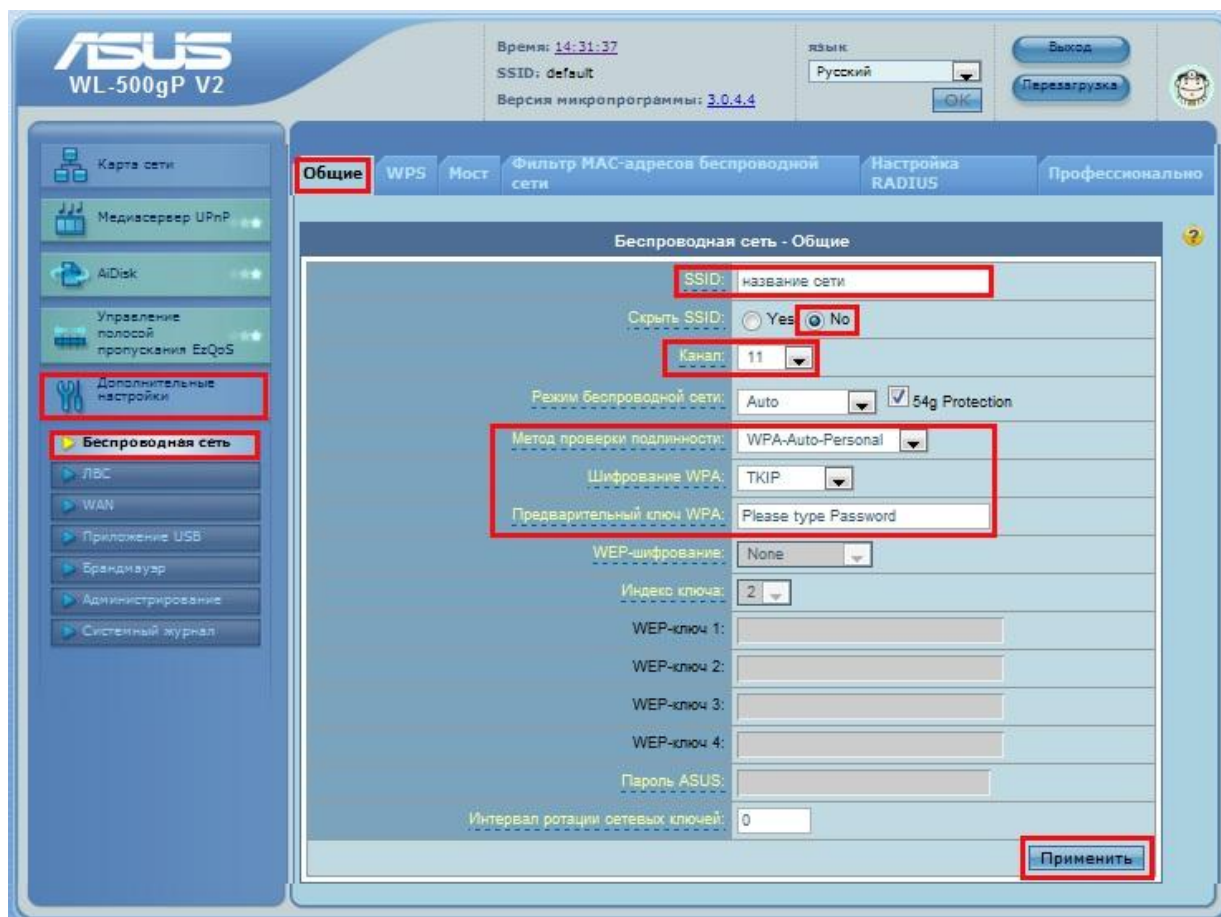 ASUS
WL-500gP V2
Время: 14:31:37
SSID: default
Версия микропрограммы: 3.0.4.4
язык
Русский
OK
Выход
Перезагрузка
Карта сети
Медиасервер UPnP
AiDisk
Управление
полосой
пропускания EzQoS
Дополнительные
настройки
Беспроводная сеть
ЛВС
WAN
Приложение USB
Брандмауэр
Администрирование
Системный журнал
Общие
WPS
Мост
Фильтр MAC-адресов беспроводной
сети
Настройка
RADIUS
Профессионально
Беспроводная сеть - Общие
SSID: название сети
Скрыть SSID: Yes No
Канал: 11
Режим беспроводной сети: Auto 54g Protection
Метод проверки подлинности: WPA-Auto-Personal
Шифрование WPA: TKIP
Предварительный ключ WPA: Please type Password
WEP-шифрование: None
Индекс ключа: 2
WEP-ключ 1:
WEP-ключ 2:
WEP-ключ 3:
WEP-ключ 4:
Пароль ASUS:
Интервал ротации сетевых ключей: 0
Применить